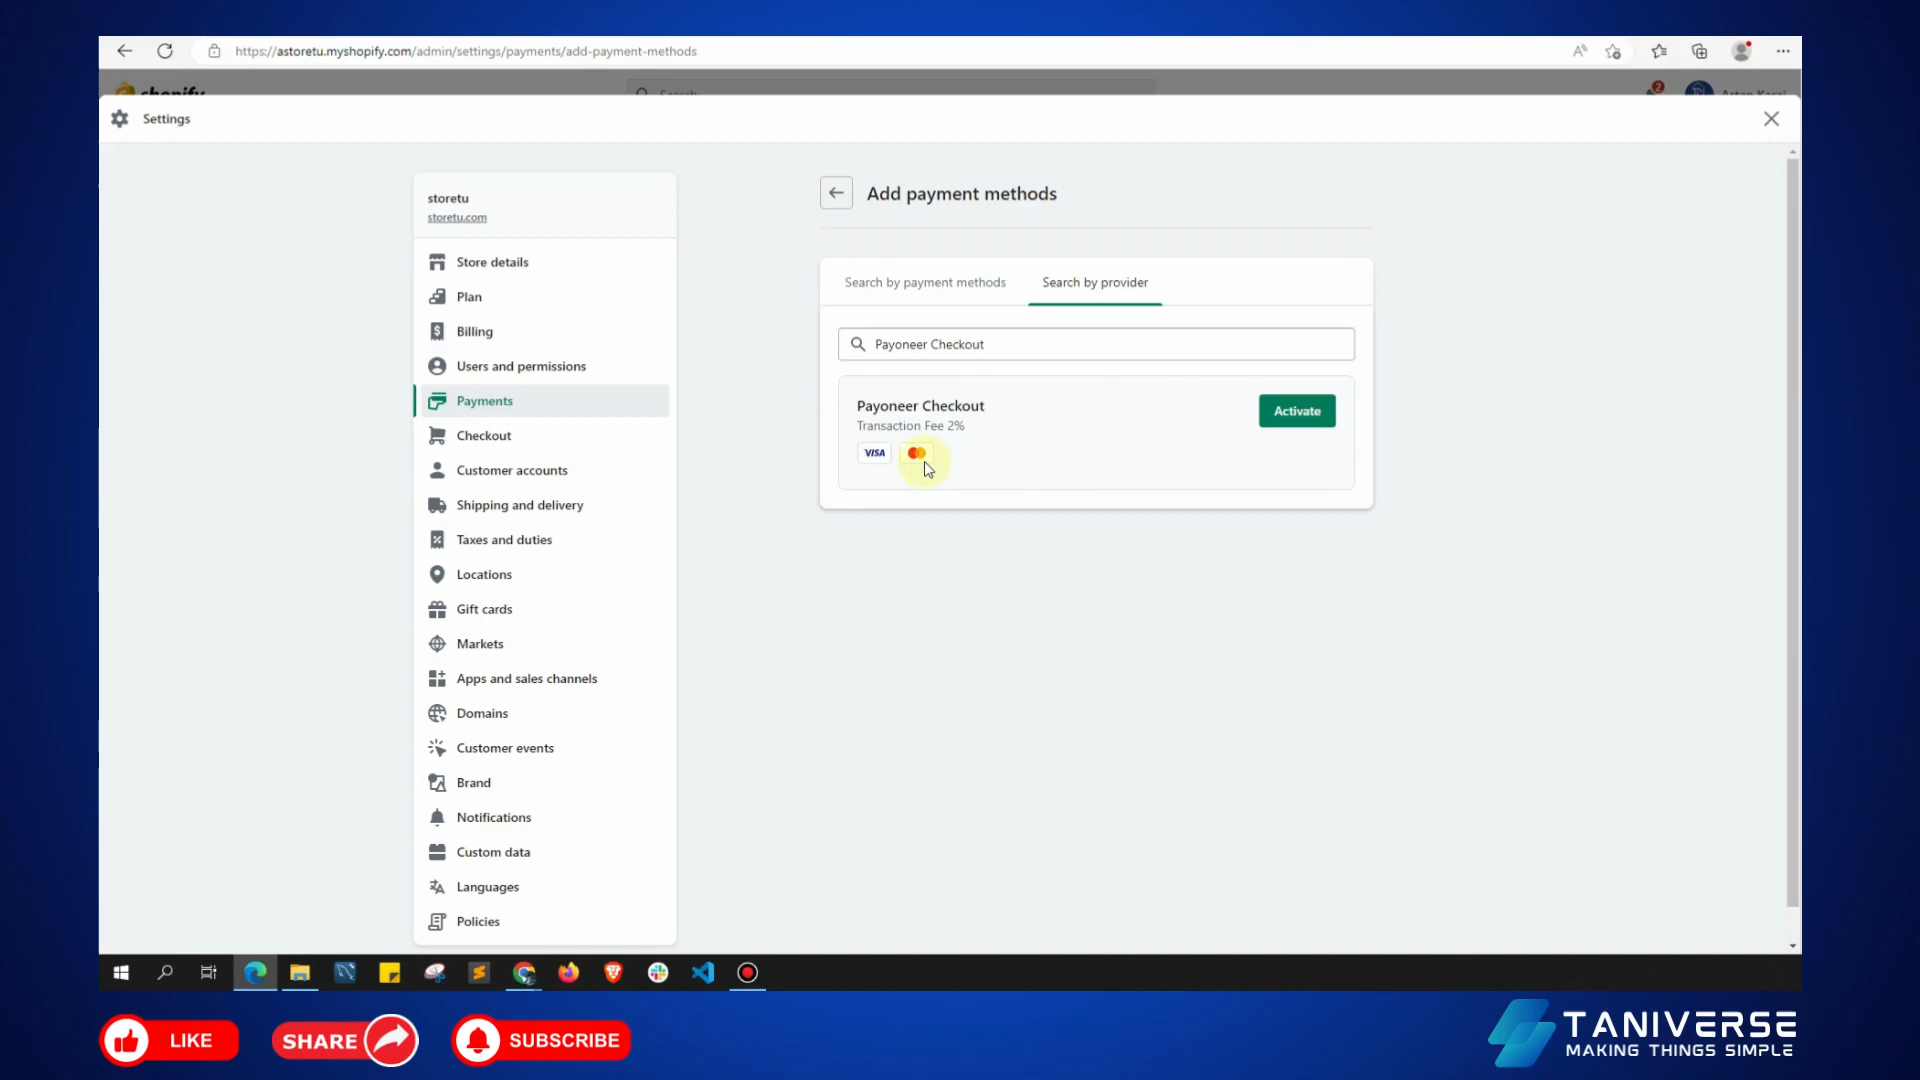 https://astoretu.myshopify.com/admin/settings/payments/add-payment-methods
shopify
Search
2
Settings
storetu
storetu.com
Store details
Plan
Billing
Users and permissions
Payments
Checkout
Customer accounts
Shipping and delivery
Taxes and duties
Locations
Gift cards
Markets
Apps and sales channels
Domains
Customer events
Brand
Notifications
Custom data
Languages
Policies
Add payment methods
Search by payment methods
Search by provider
Payoneer Checkout
Payoneer Checkout
Transaction Fee 2%
VISA
Activate
LIKE
SHARE
SUBSCRIBE
TANIVERSE
MAKING THINGS SIMPLE